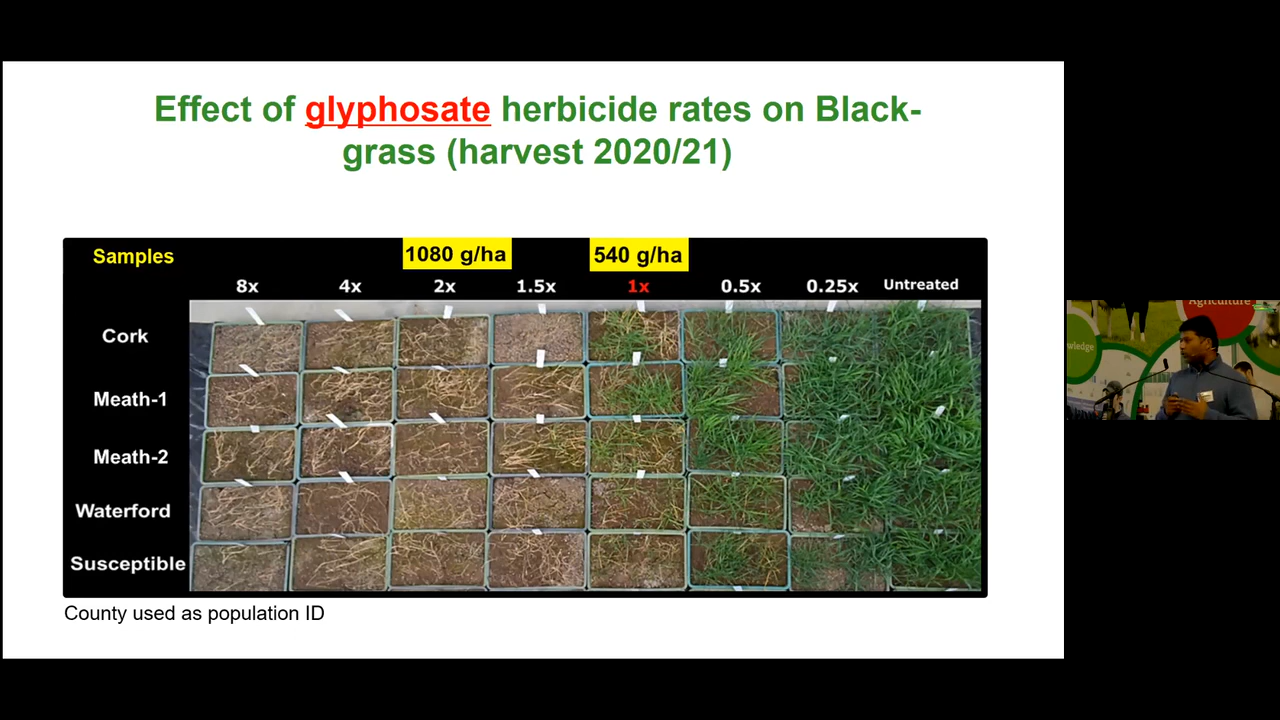 Effect of glyphosate herbicide rates on Black-
grass (harvest 2020/21)
Samples
1080 g/ha
540 g/ha
8x
4x
2x
1.5x
1x
0.5x
0.25x
Untreated
Cork
Meath-1
Meath-2
Waterford
Susceptible
County used as population ID
Agriculture
wledge